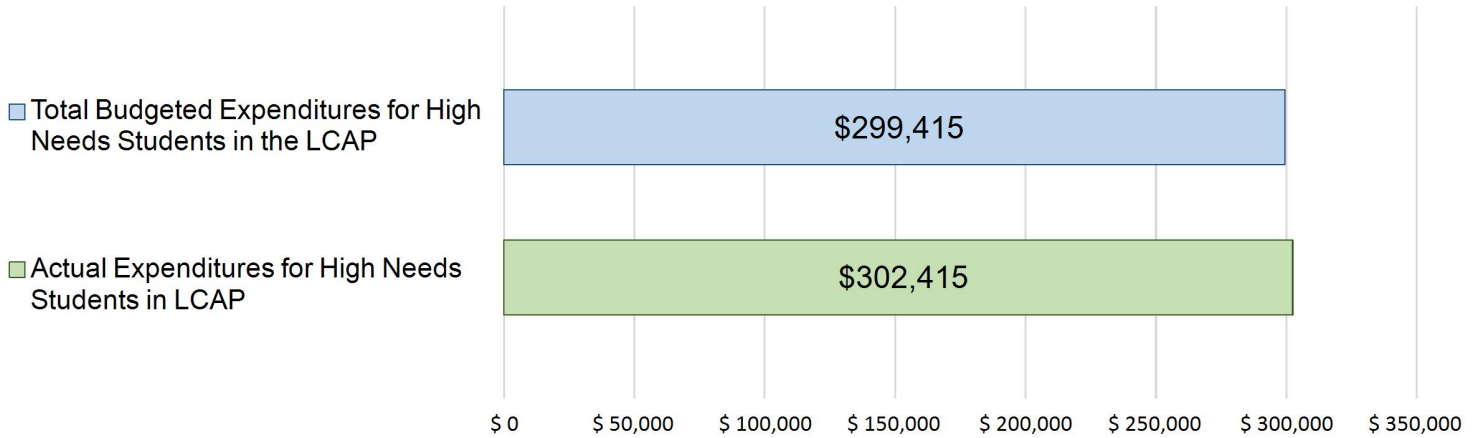 Total Budgeted Expenditures for High
Needs Students in the LCAP
$299,415
Actual Expenditures for High Needs
Students in LCAP
$302,415
$ 0 $ 50,000 $ 100,000 $ 150,000 $ 200,000 $ 250,000 $ 300,000 $ 350,000